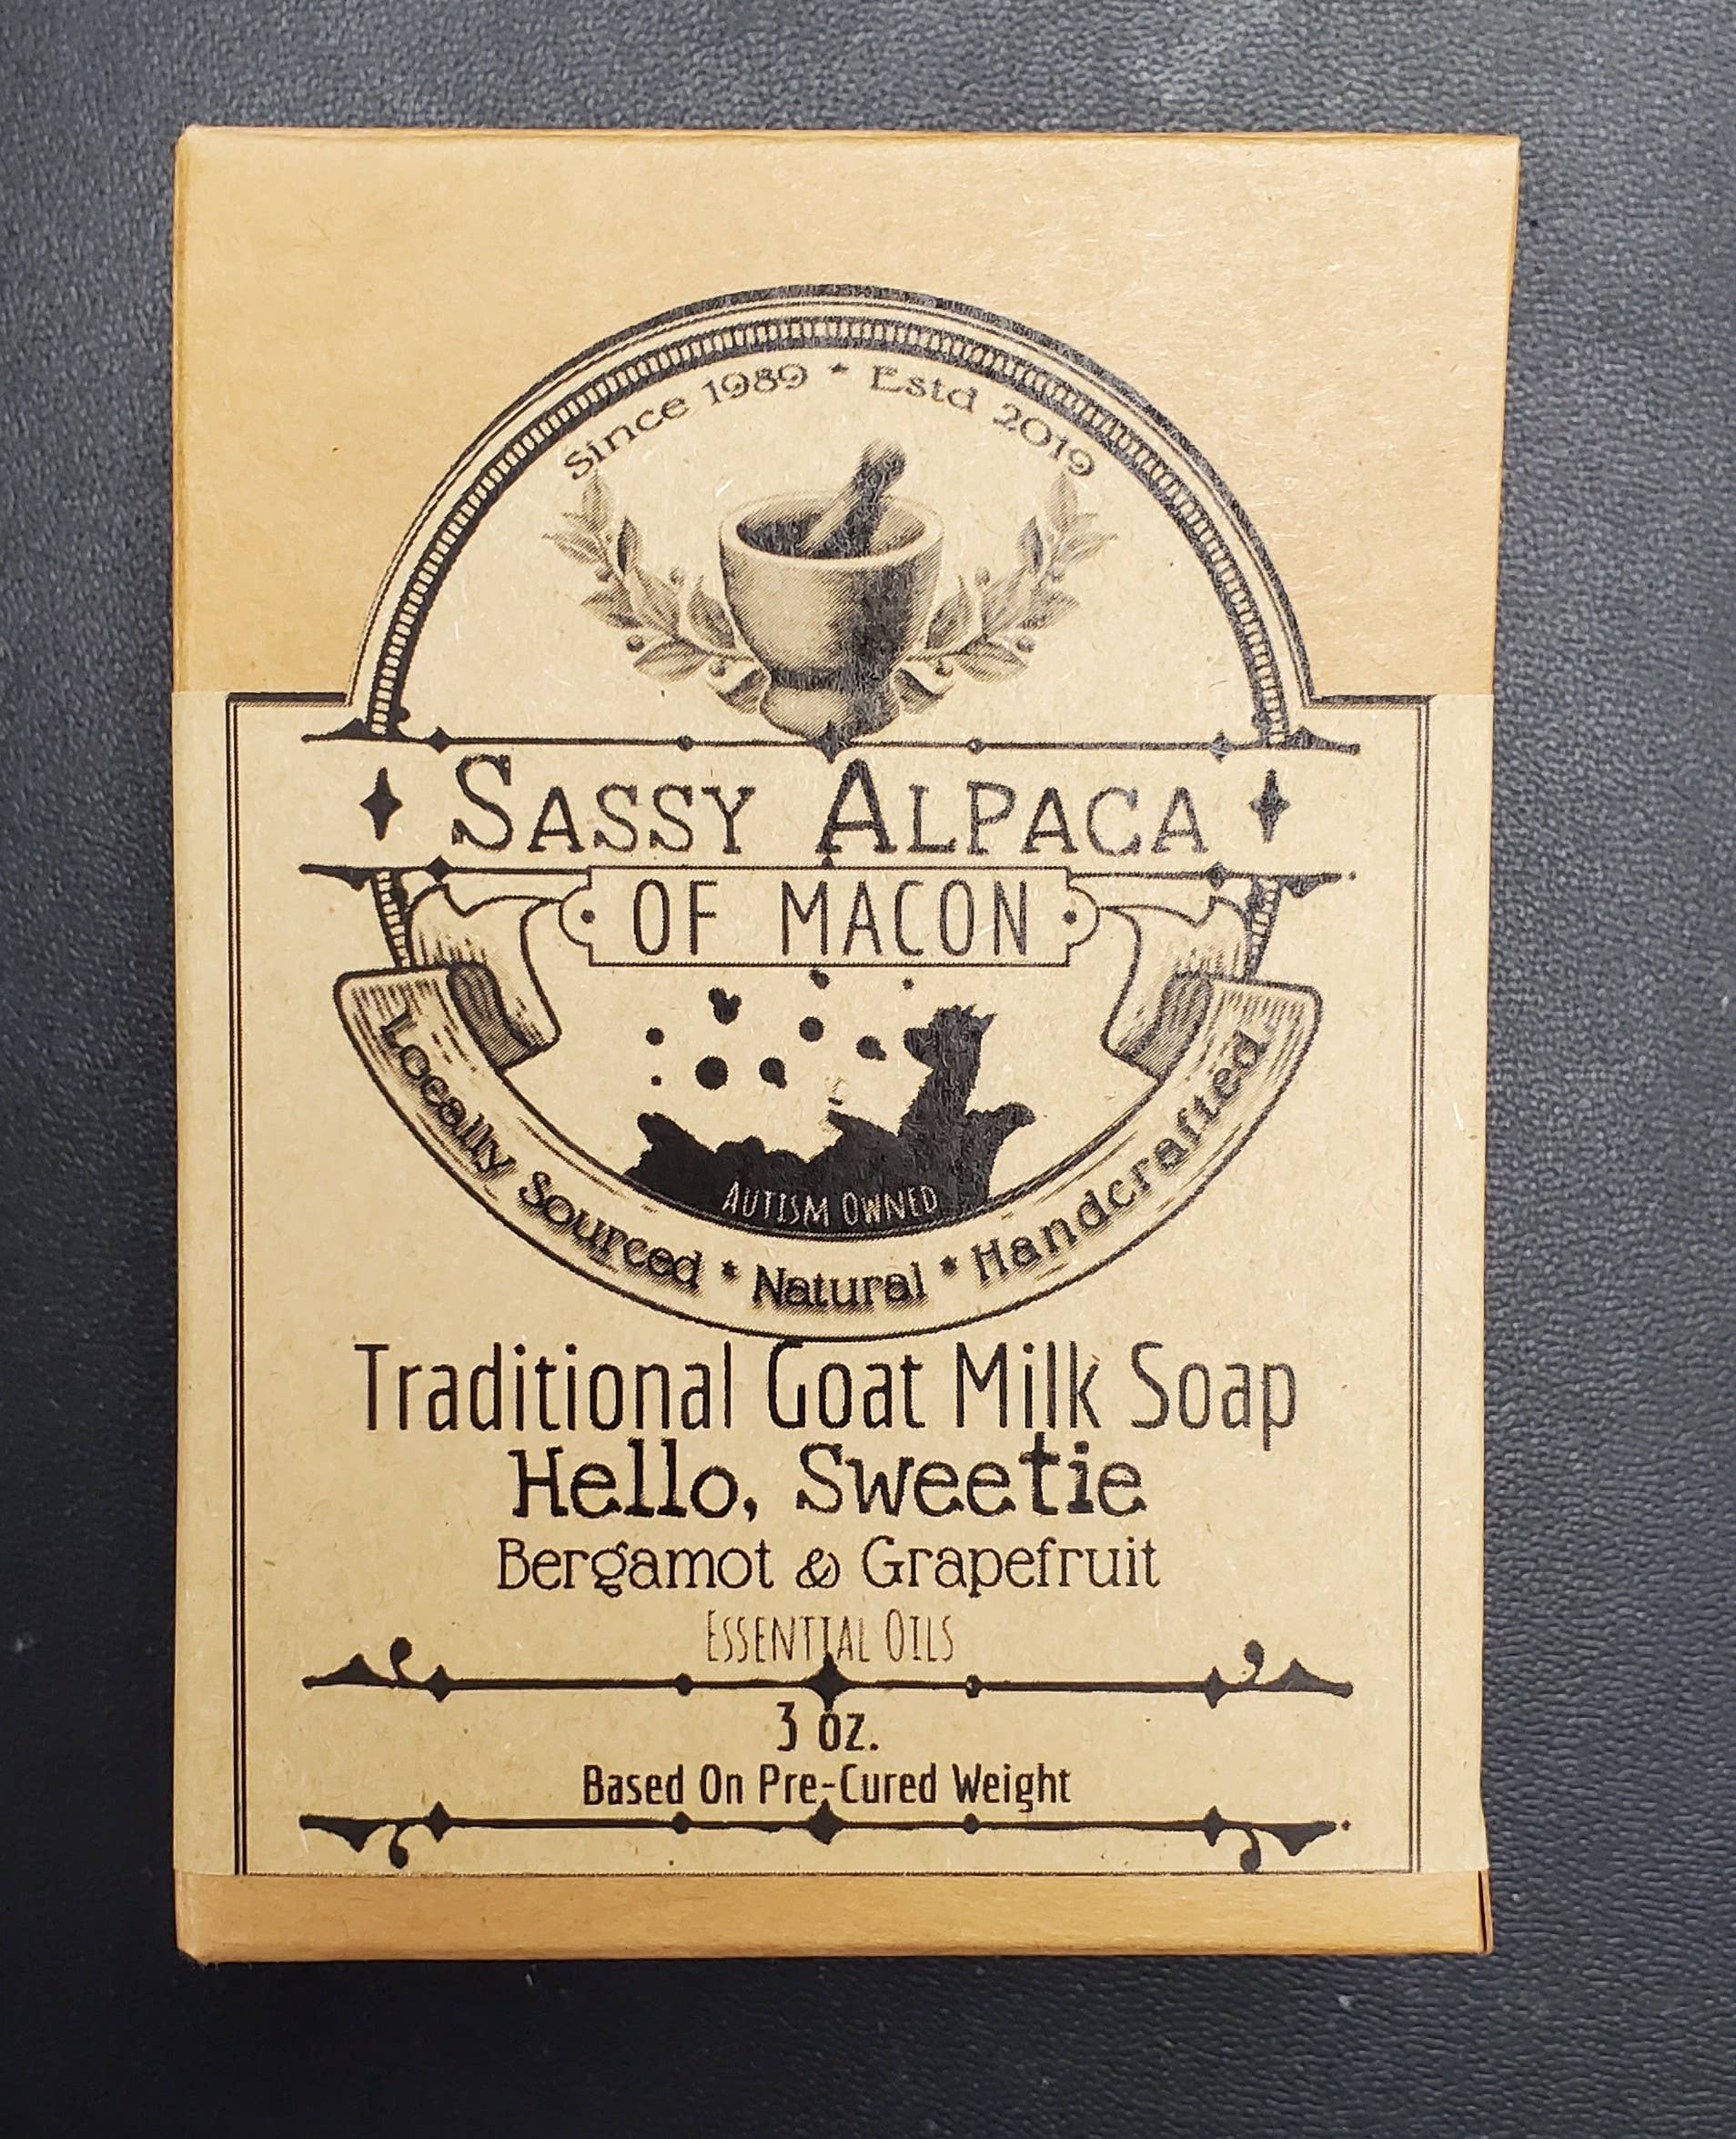 Since 1989 * Estd 2019
SASSY ALPACA
OF MACON
AUTISM OWNED
Locally Sourced * Natural * Handcrafted
Traditional Goat Milk Soap
Hello, Sweetie
Bergamot & Grapefruit
ESSENTIAL OILS
3 oz.
Based On Pre-Cured Weight